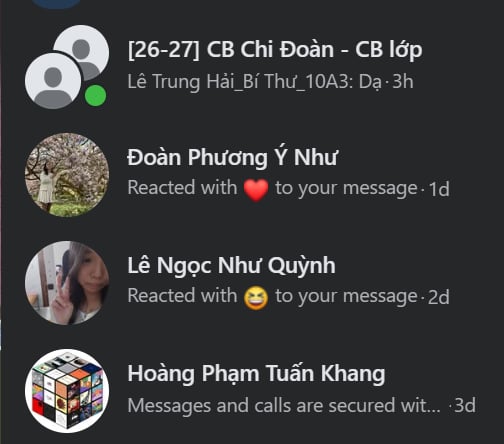 [26-27] CB Chi Đoàn - CB lớp
Lê Trung Hải_Bí Thư_10A3: Dạ · 3h
Đoàn Phương Ý Như
Reacted with ❤️ to your message · 1d
Lê Ngọc Như Quỳnh
Reacted with 😆 to your message · 2d
Hoàng Phạm Tuấn Khang
Messages and calls are secured wit... · 3d